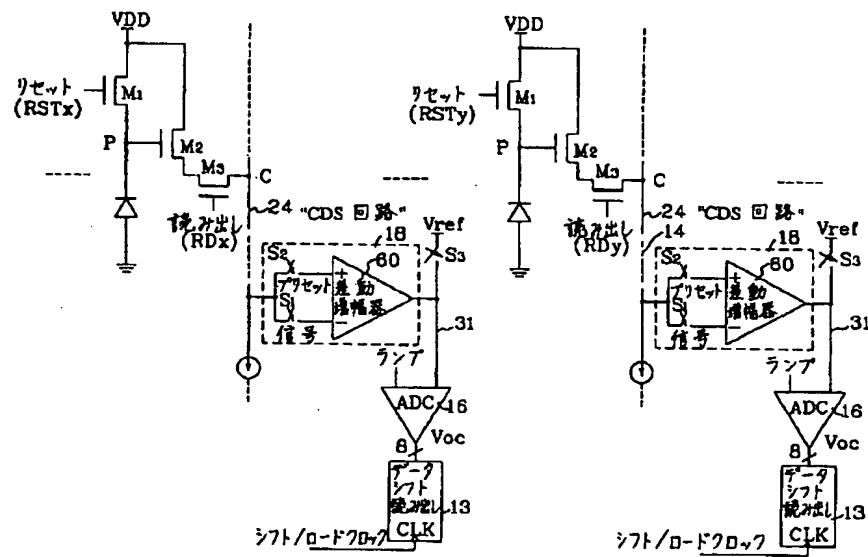 VDD
リセット
(RSTx)
M1
P
M2
M3
C
読み出し
(RDx)
24
"CDS 回路"
18
Vref
S3
S2
60
+
プリセット
差動
増幅器
S1
-
信号
31
ランプ
ADC
16
8
Voc
データ
シフト
読み出し
13
CLK
シフト/ロードクロック
VDD
リセット
(RSTy)
M1
P
M2
M3
C
読み出し
(RDy)
24
"CDS 回路"
14
18
Vref
S3
S2
60
+
プリセット
差動
増幅器
S1
-
信号
31
ランプ
ADC
16
8
Voc
データ
シフト
読み出し
13
CLK
シフト/ロードクロック